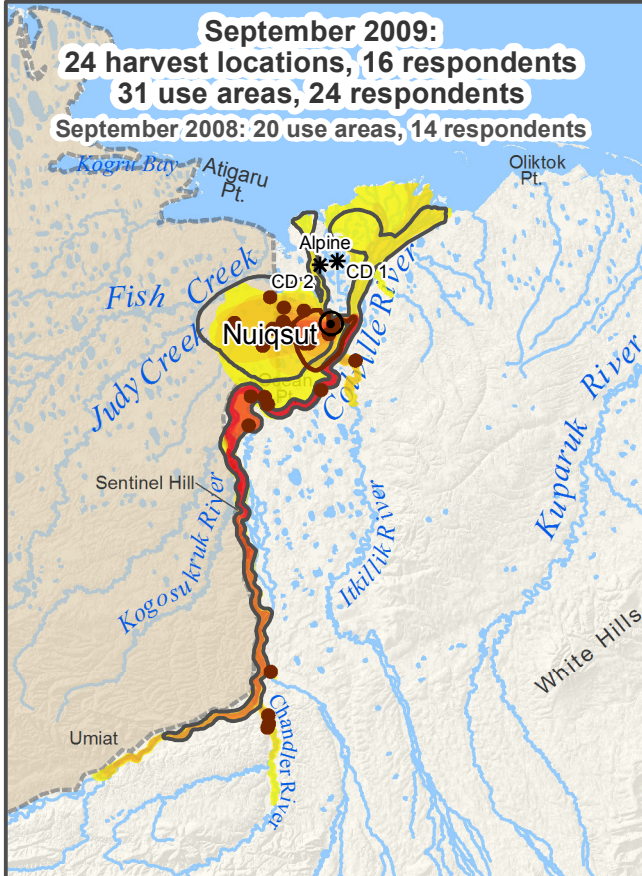 September 2009:
24 harvest locations, 16 respondents
31 use areas, 24 respondents
September 2008: 20 use areas, 14 respondents
Kogru Bay
Atigaru
Pt.
Oliktok
Pt.
Alpine
CD 2
CD 1
Fish Creek
Nuiqsut
Judy Creek
Ocean
Pt.
Colville River
Kuparuk River
Sentinel Hill
Kogosukruk River
Itkillik River
White Hills
Umiat
Chandler River